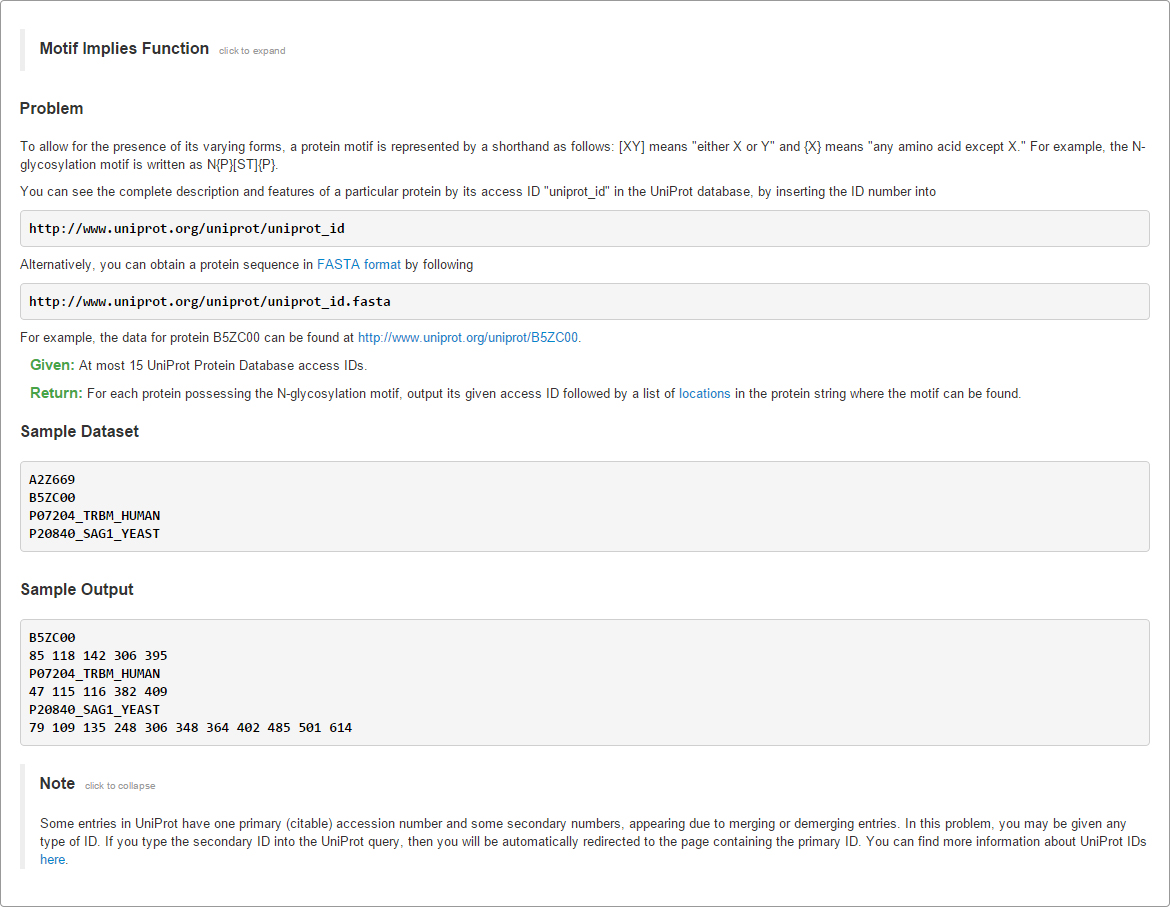 Motif Implies Function click to expand
Problem
To allow for the presence of its varying forms, a protein motif is represented by a shorthand as follows: [XY] means "either X or Y" and {X} means "any amino acid except X." For example, the N-
glycosylation motif is written as N{P}[ST]{P}.
You can see the complete description and features of a particular protein by its access ID "uniprot_id" in the UniProt database, by inserting the ID number into
http://www.uniprot.org/uniprot/uniprot_id
Alternatively, you can obtain a protein sequence in FASTA format by following
http://www.uniprot.org/uniprot/uniprot_id.fasta
For example, the data for protein B5ZC00 can be found at http://www.uniprot.org/uniprot/B5ZC00.
Given: At most 15 UniProt Protein Database access IDs.
Return: For each protein possessing the N-glycosylation motif, output its given access ID followed by a list of locations in the protein string where the motif can be found.
Sample Dataset
A2Z669
B5ZC00
P07204_TRBM_HUMAN
P20840_SAG1_YEAST
Sample Output
B5ZC00
85 118 142 306 395
P07204_TRBM_HUMAN
47 115 116 382 409
P20840_SAG1_YEAST
79 109 135 248 306 348 364 402 485 501 614
Note click to collapse
Some entries in UniProt have one primary (citable) accession number and some secondary numbers, appearing due to merging or demerging entries. In this problem, you may be given any
type of ID. If you type the secondary ID into the UniProt query, then you will be automatically redirected to the page containing the primary ID. You can find more information about UniProt IDs
here.